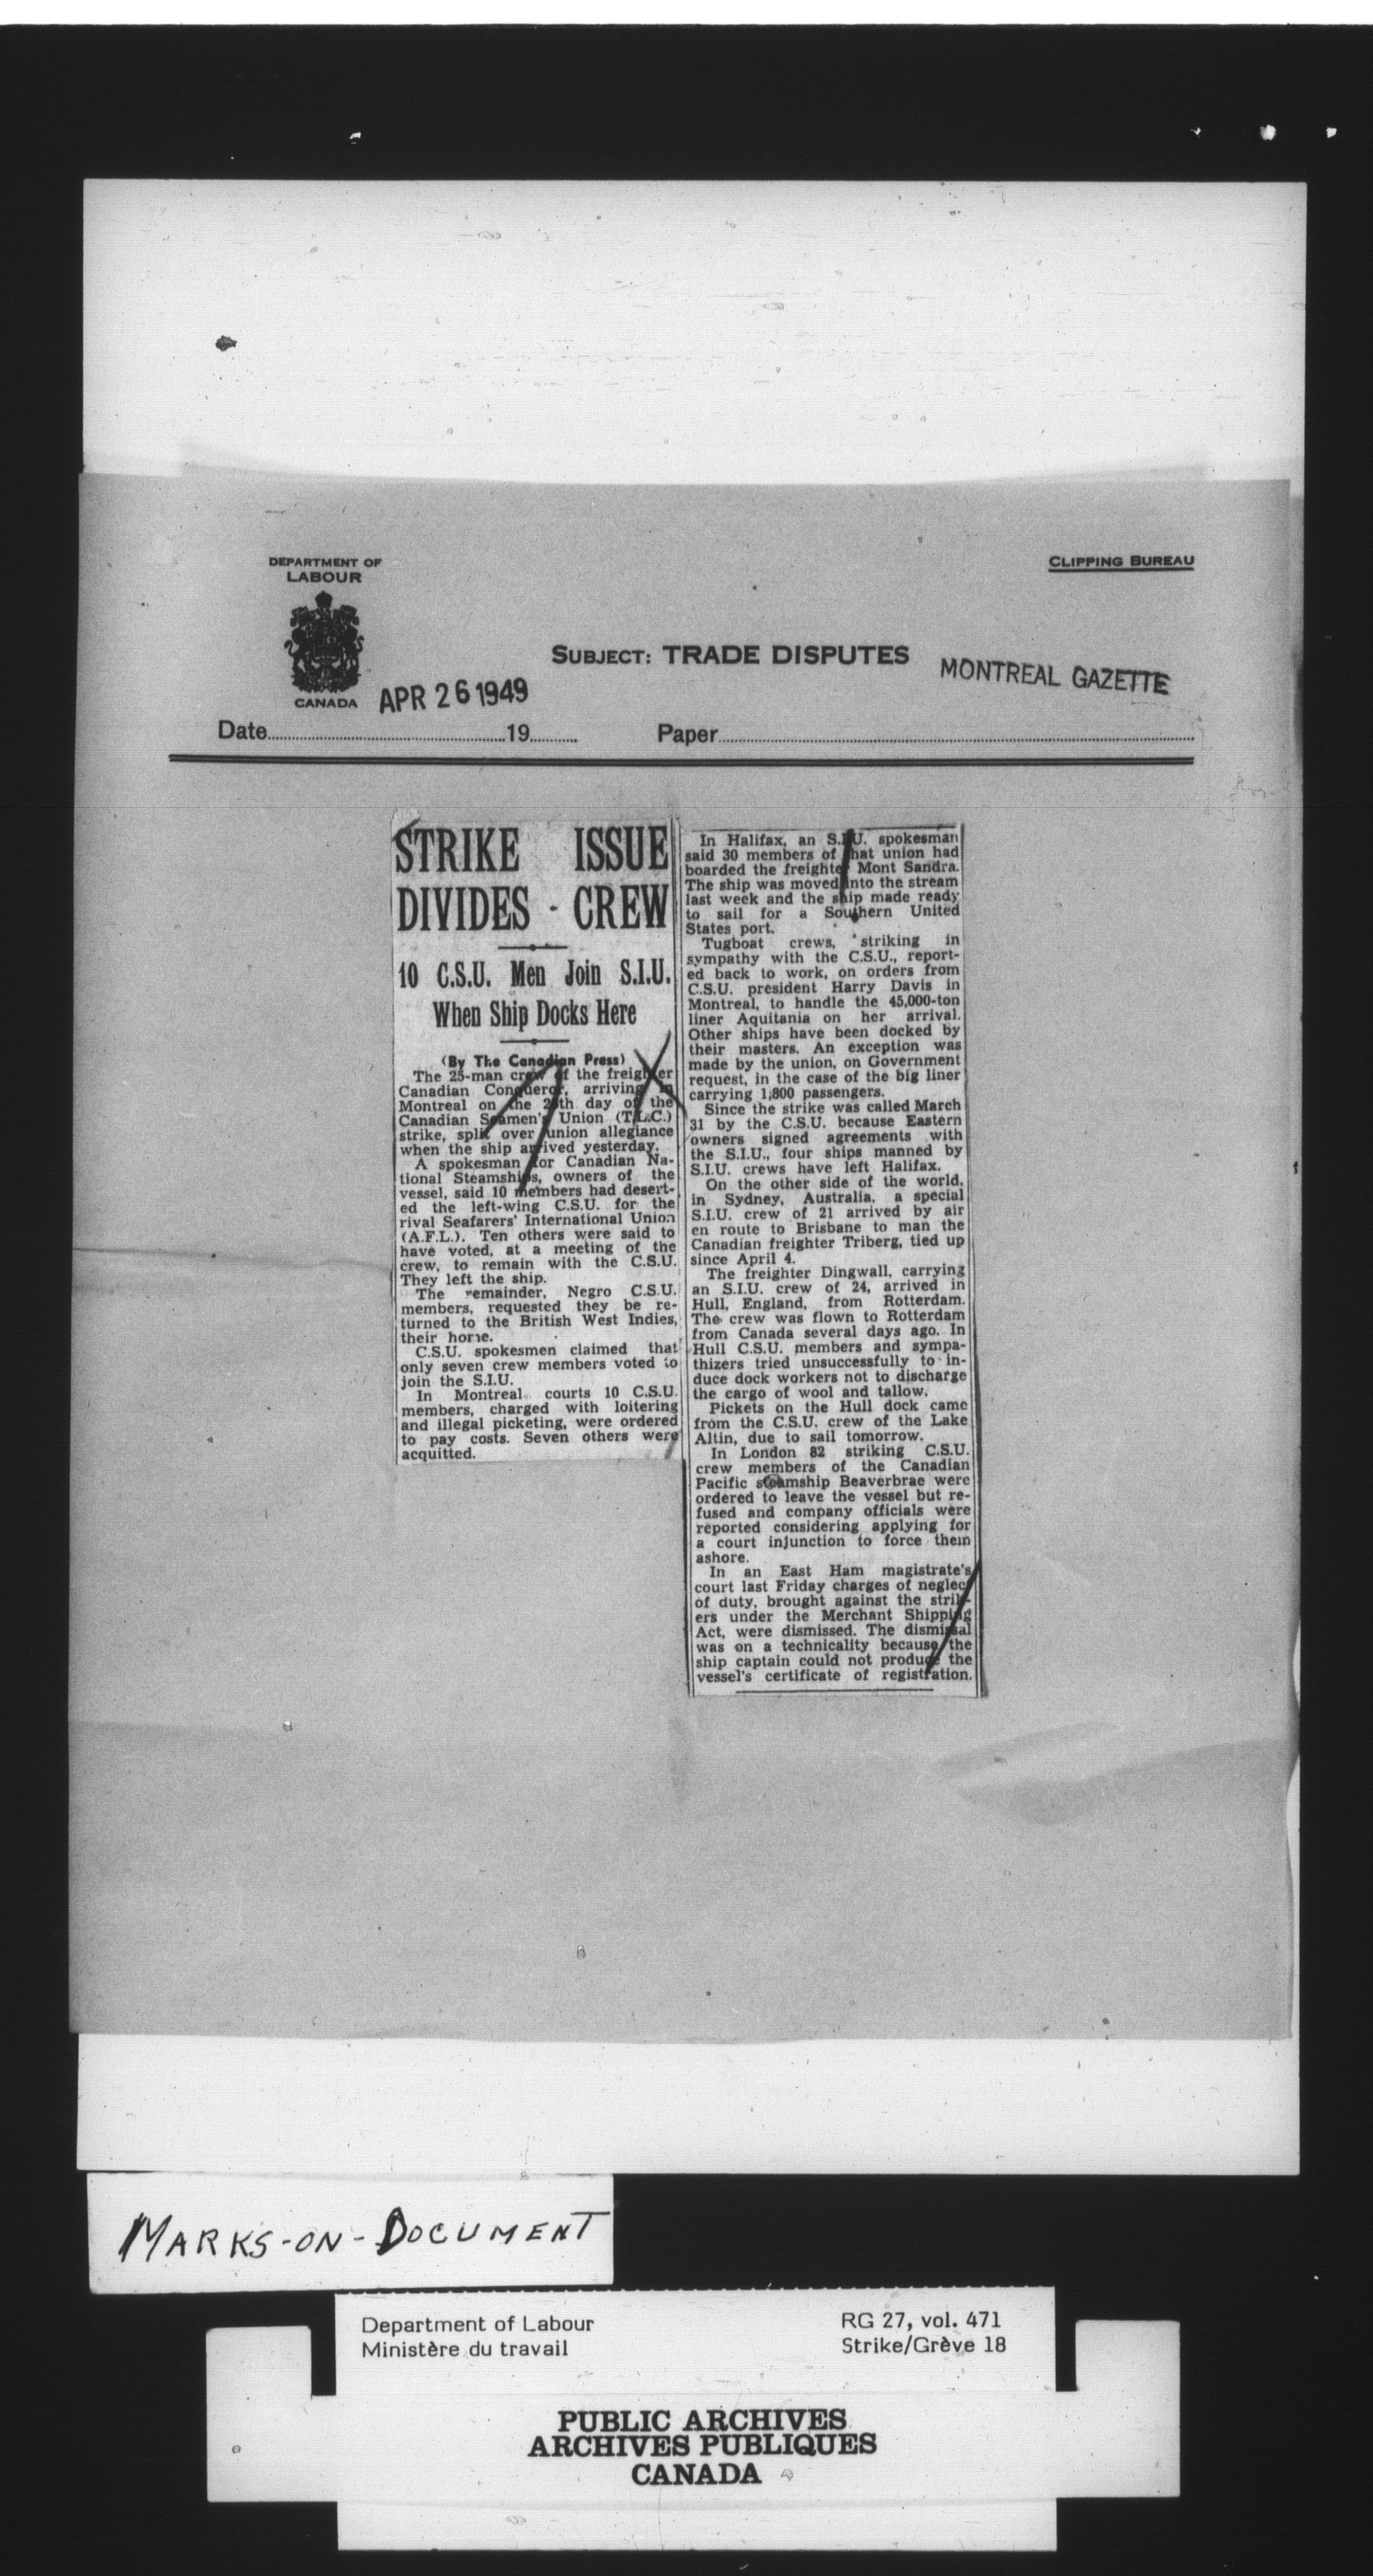 DEPARTMENT OF
LABOUR
CANADA
CLIPPING BUREAU
SUBJECT: TRADE DISPUTES
MONTREAL GAZETTE
APR 26 1949
Date 19 Paper
STRIKE ISSUE
DIVIDES - CREW
10 C.S.U. Men Join S.I.U.
When Ship Docks Here
(By The Canadian Press)
The 25-man crew of the freighter
Canadian Conqueror, arriving in
Montreal on the 25th day of the
Canadian Seamen's Union (T.L.C.)
strike, split over union allegiance
when the ship arrived yesterday.
A spokesman for Canadian Na-
tional Steamships, owners of the
vessel, said 10 members had desert-
ed the left-wing C.S.U. for the
rival Seafarers' International Union
(A.F.L.). Ten others were said to
have voted, at a meeting of the
crew, to remain with the C.S.U.
They left the ship.
The remainder, Negro C.S.U.
members, requested they be re-
turned to the British West Indies,
their home.
C.S.U. spokesmen claimed that
only seven crew members voted to
join the S.I.U.
In Montreal courts 10 C.S.U.
members, charged with loitering
and illegal picketing, were ordered
to pay costs. Seven others were
acquitted.
In Halifax, an S.I.U. spokesman
said 30 members of that union had
boarded the freighter Mont Sandra.
The ship was moved into the stream
last week and the ship made ready
to sail for a Southern United
States port.
Tugboat crews, striking in
sympathy with the C.S.U., report-
ed back to work, on orders from
C.S.U. president Harry Davis in
Montreal, to handle the 45,000-ton
liner Aquitania on her arrival.
Other ships have been docked by
their masters. An exception was
made by the union, on Government
request, in the case of the big liner
carrying 1,800 passengers.
Since the strike was called March
31 by the C.S.U. because Eastern
owners signed agreements with
the S.I.U., four ships manned by
S.I.U. crews have left Halifax.
On the other side of the world,
in Sydney, Australia, a special
S.I.U. crew of 21 arrived by air
en route to Brisbane to man the
Canadian freighter Triberg, tied up
since April 4.
The freighter Dingwall, carrying
an S.I.U. crew of 24, arrived in
Hull, England, from Rotterdam.
The crew was flown to Rotterdam
from Canada several days ago. In
Hull C.S.U. members and sympa-
thizers tried unsuccessfully to in-
duce dock workers not to discharge
the cargo of wool and tallow.
Pickets on the Hull dock came
from the C.S.U. crew of the Lake
Altin, due to sail tomorrow.
In London 82 striking C.S.U.
crew members of the Canadian
Pacific steamship Beaverbrae were
ordered to leave the vessel but re-
fused and company officials were
reported considering applying for
a court injunction to force them
ashore.
In an East Ham magistrate's
court last Friday charges of neglect
of duty, brought against the strik-
ers under the Merchant Shipping
Act, were dismissed. The dismissal
was on a technicality because the
ship captain could not produce the
vessel's certificate of registration.
MARKS-ON-DOCUMENT
Department of Labour
Ministère du travail
RG 27, vol. 471
Strike/Grève 18
PUBLIC ARCHIVES
ARCHIVES PUBLIQUES
CANADA